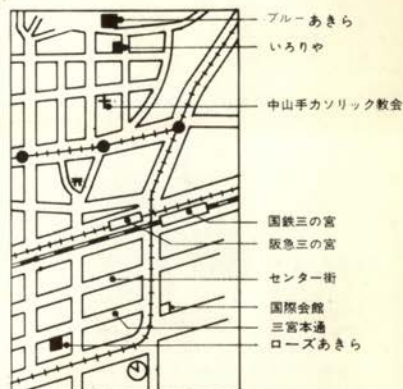 ブルーあきら
いろりや
中山手カソリック教会
国鉄三の宮
阪急三の宮
センター街
国際会館
三宮本通
ローズあきら